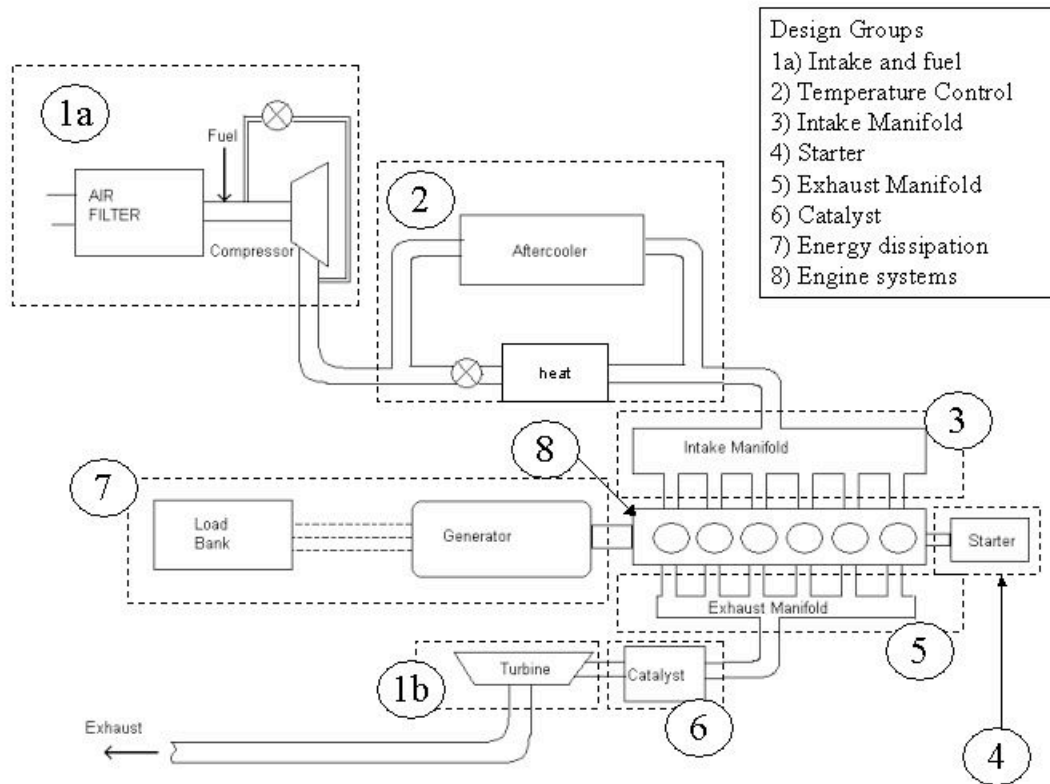 Design Groups
1a) Intake and fuel
2) Temperature Control
3) Intake Manifold
4) Starter
5) Exhaust Manifold
6) Catalyst
7) Energy dissipation
8) Engine systems
1a
Fuel
AIR
FILTER
Compressor
2
Aftercooler
heat
3
Intake Manifold
8
7
Load
Bank
Generator
Starter
Exhaust Manifold
5
1b
Turbine
Catalyst
6
4
Exhaust